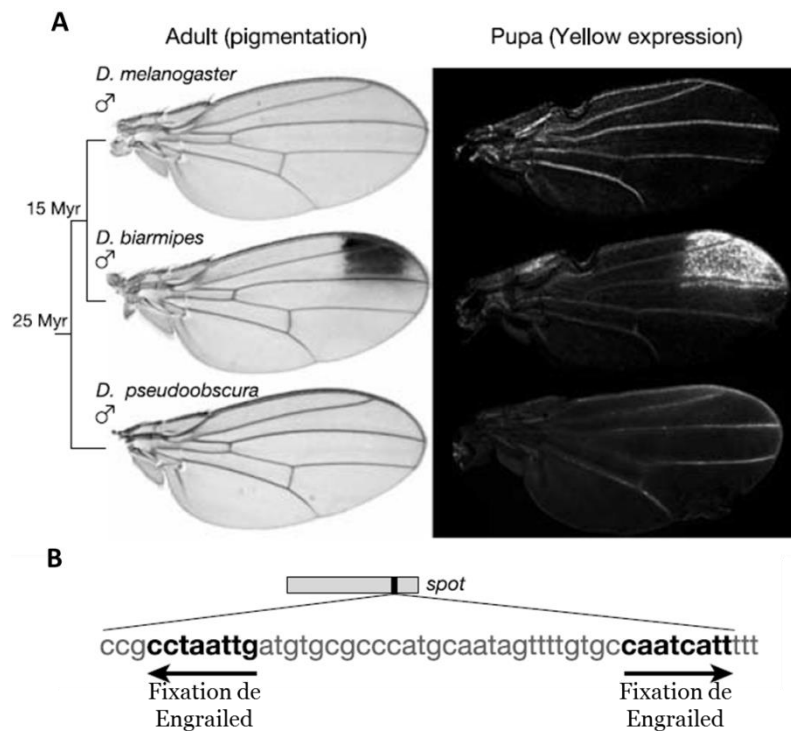 A
Adult (pigmentation)
Pupa (Yellow expression)
D. melanogaster
♂
15 Myr
D. biarmipes
♂
25 Myr
D. pseudoobscura
♂
B
spot
ccgcctaattgatgtgcgcccatgcaatagttttgtgccaatcattttt
Fixation de
Engrailed
Fixation de
Engrailed